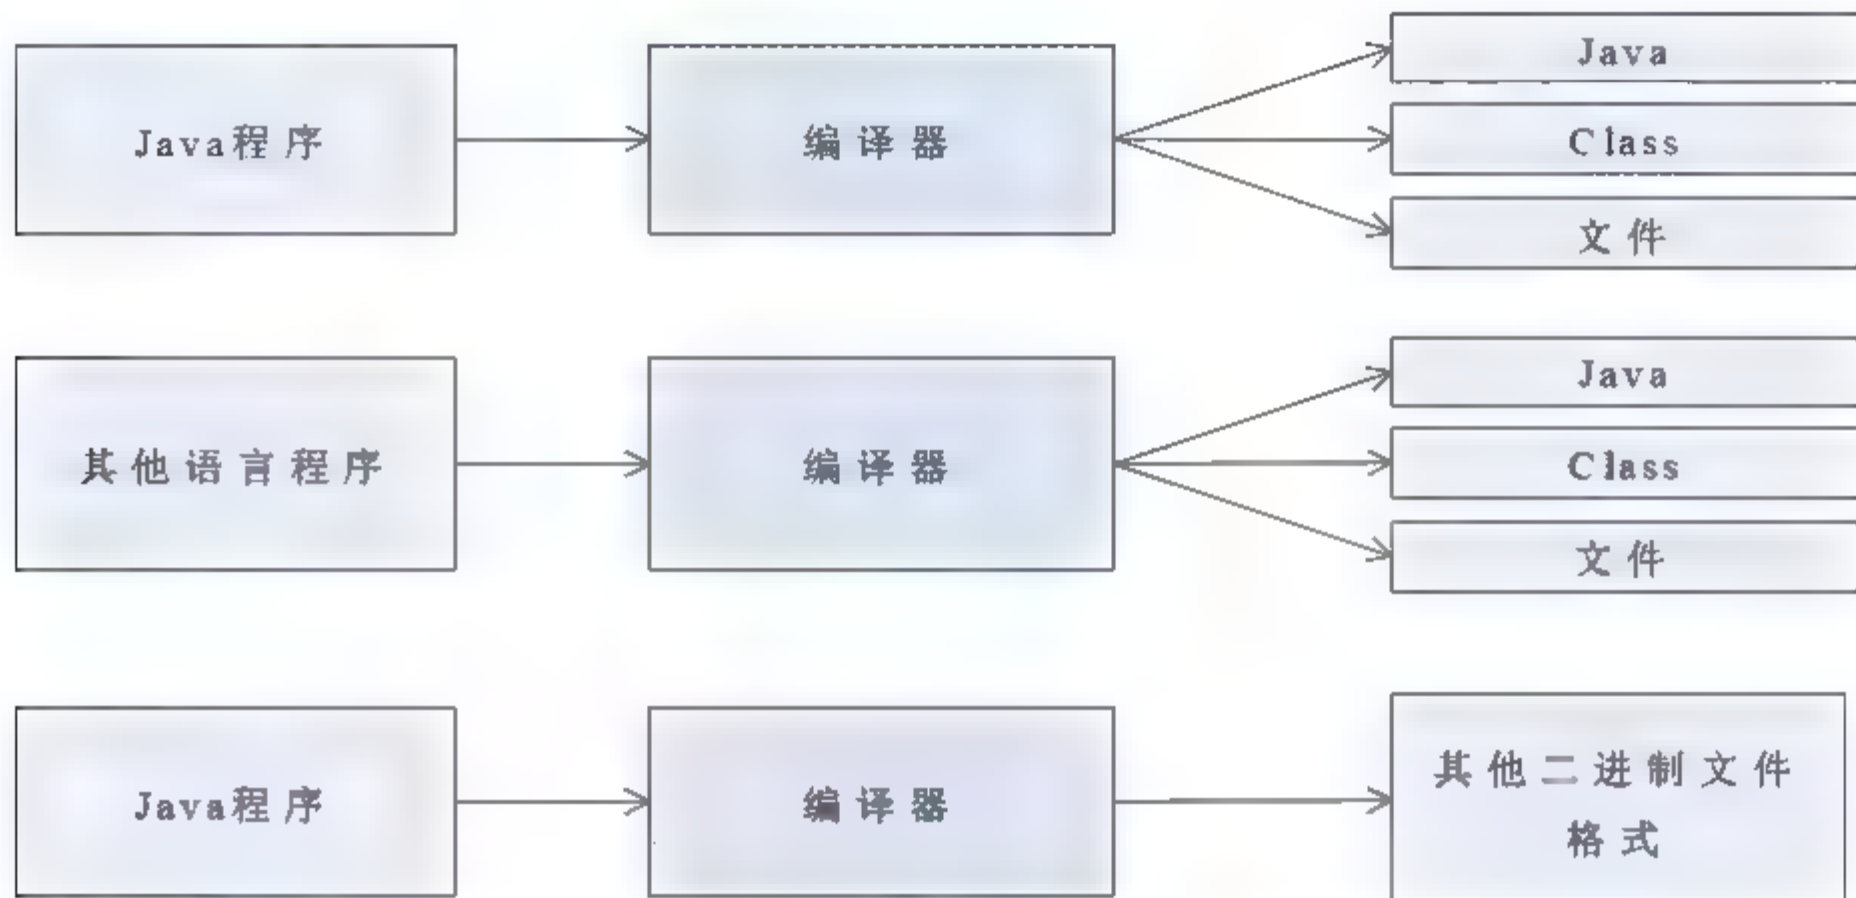 Java程序
编译器
Java
Class
文件
其他语言程序
编译器
Java
Class
文件
Java程序
编译器
其他二进制文件
格式